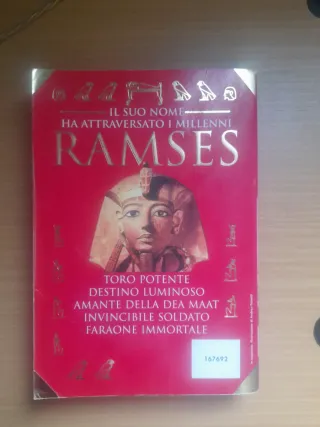 IL SUO NOME
HA ATTRAVERSATO I MILLENNI
RAMSES
TORO POTENTE
DESTINO LUMINOSO
AMANTE DELLA DEA MAAT
INVINCIBILE SOLDATO
FARAONE IMMORTALE
167692